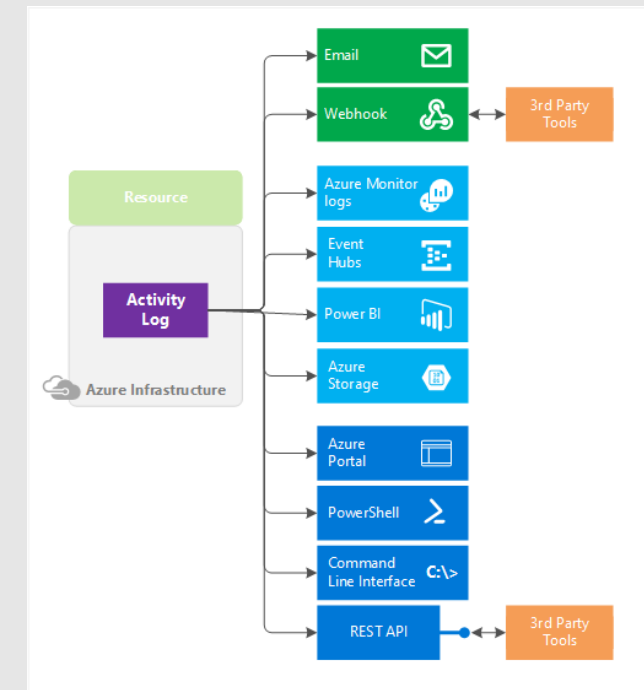 Email
Webhook
3rd Party
Tools
Resource
Azure Monitor
logs
Event
Hubs
Activity
Log
Power BI
Azure
Storage
Azure Infrastructure
Azure
Portal
PowerShell
Command
Line Interface
C:\>
REST API
3rd Party
Tools